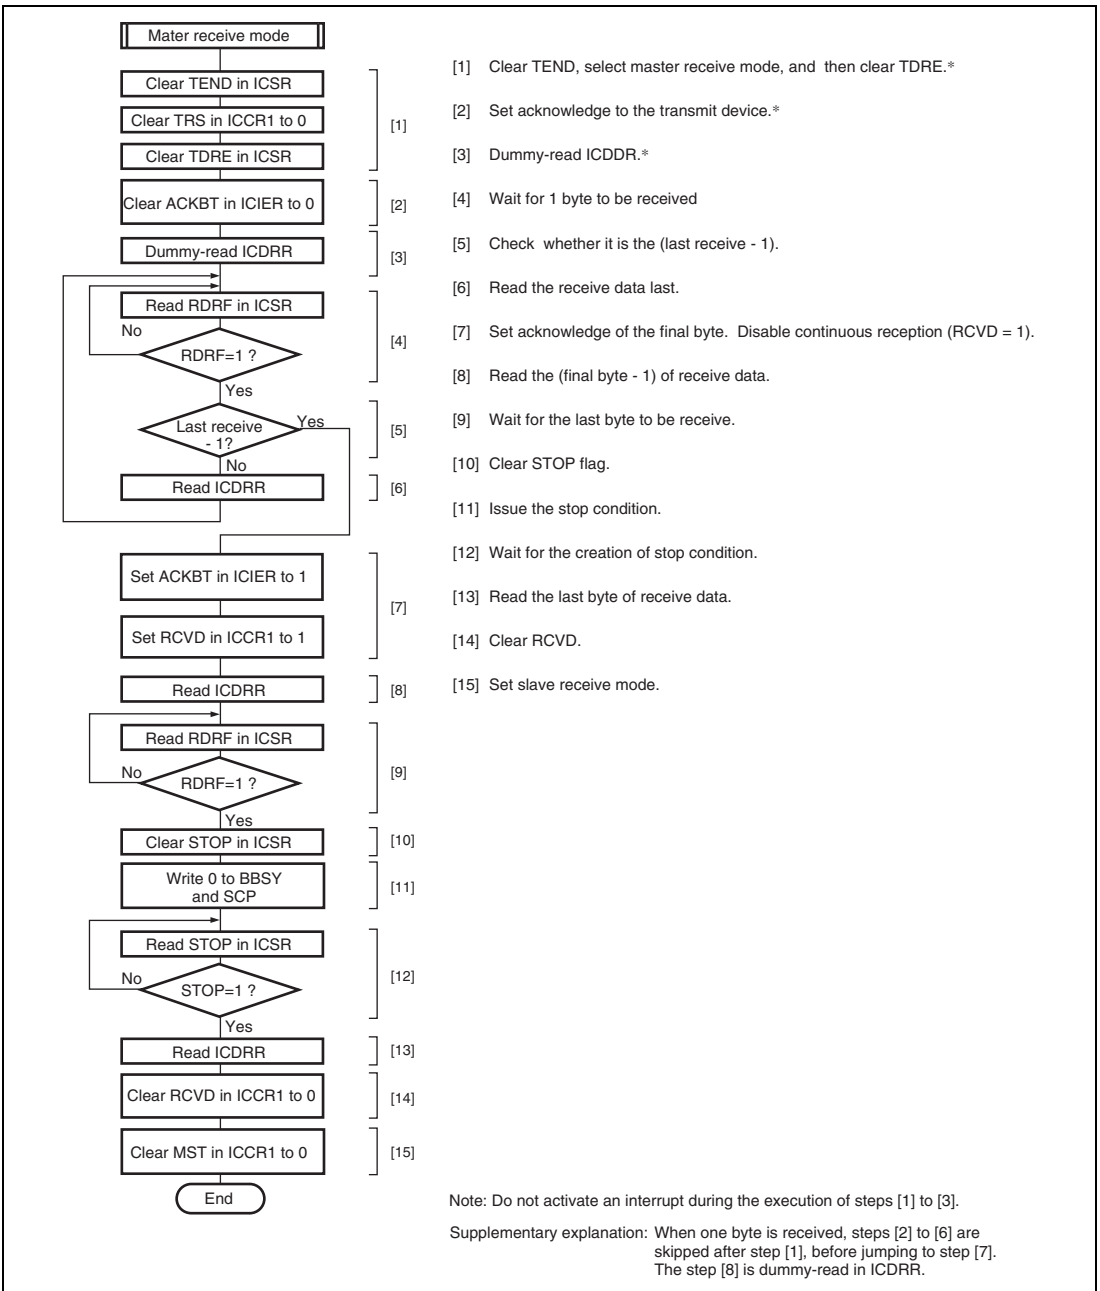 Mater receive mode
Clear TEND in ICSR
Clear TRS in ICCR1 to 0
Clear TDRE in ICSR
[1]
Clear ACKBT in ICIER to 0
[2]
Dummy-read ICDRR
[3]
Read RDRF in ICSR
No
RDRF=1 ?
[4]
Yes
Last receive
- 1?
Yes
[5]
No
Read ICDRR
[6]
Set ACKBT in ICIER to 1
[7]
Set RCVD in ICCR1 to 1
Read ICDRR
[8]
Read RDRF in ICSR
No
RDRF=1 ?
[9]
Yes
Clear STOP in ICSR
[10]
Write 0 to BBSY
and SCP
[11]
Read STOP in ICSR
No
STOP=1 ?
[12]
Yes
Read ICDRR
[13]
Clear RCVD in ICCR1 to 0
[14]
Clear MST in ICCR1 to 0
[15]
End
[1] Clear TEND, select master receive mode, and then clear TDRE.*
[2] Set acknowledge to the transmit device.*
[3] Dummy-read ICDDR.*
[4] Wait for 1 byte to be received
[5] Check whether it is the (last receive - 1).
[6] Read the receive data last.
[7] Set acknowledge of the final byte. Disable continuous reception (RCVD = 1).
[8] Read the (final byte - 1) of receive data.
[9] Wait for the last byte to be receive.
[10] Clear STOP flag.
[11] Issue the stop condition.
[12] Wait for the creation of stop condition.
[13] Read the last byte of receive data.
[14] Clear RCVD.
[15] Set slave receive mode.
Note: Do not activate an interrupt during the execution of steps [1] to [3].
Supplementary explanation: When one byte is received, steps [2] to [6] are
skipped after step [1], before jumping to step [7].
The step [8] is dummy-read in ICDRR.